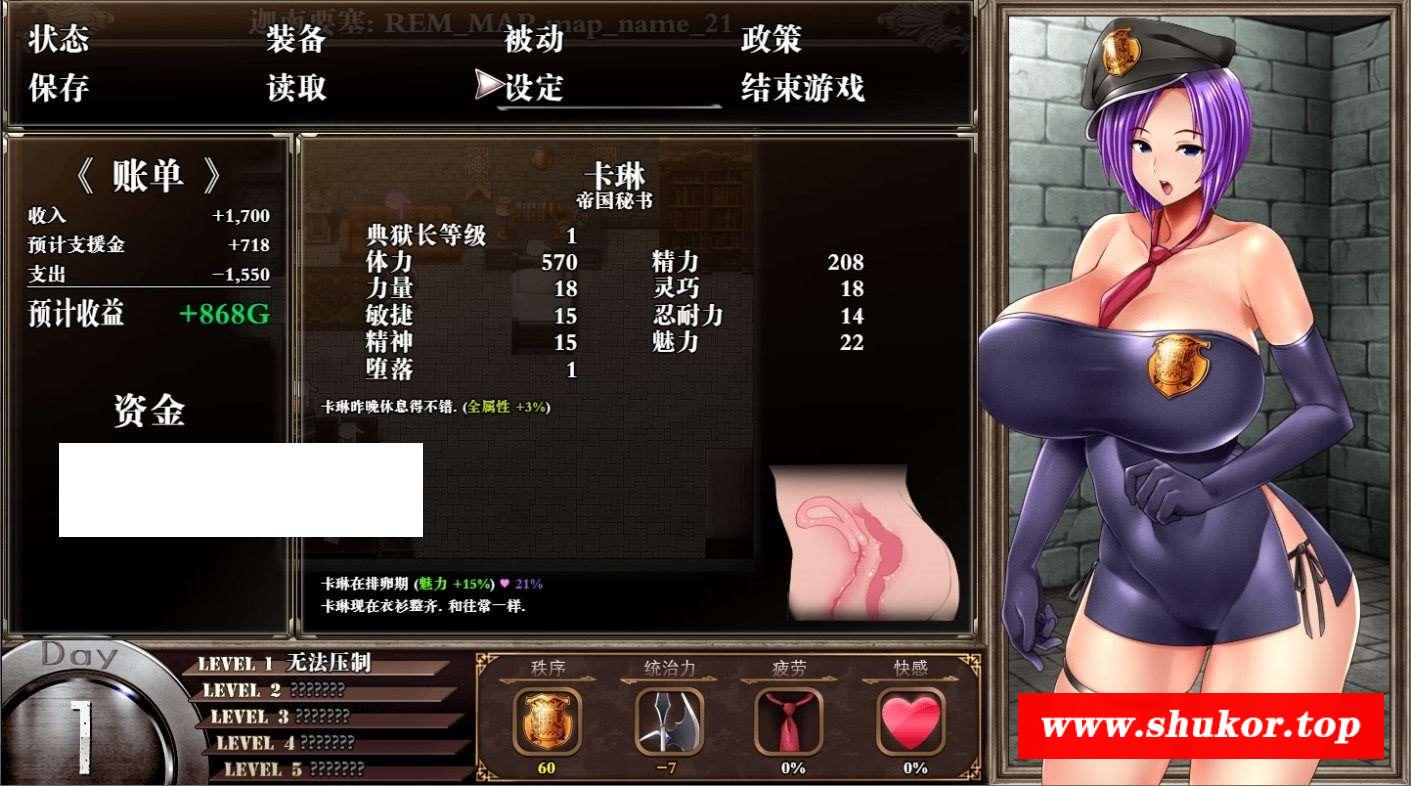 迦南要塞: REM_MAP map_name_21
状态 装备 被动 政策
保存 读取 设定 结束游戏
《 账单 》
收入 +1,700
预计支援金 +718
支出 −1,550
预计收益 +868G
资金
卡琳
帝国秘书
典狱长等级 1
体力 570 精力 208
力量 18 灵巧 18
敏捷 15 忍耐力 14
精神 15 魅力 22
堕落 1
卡琳昨晚休息得不错. (全属性 +3%)
卡琳在排卵期 (魅力 +15%) ♥ 21%
卡琳现在衣衫整齐. 和往常一样.
Day
1
LEVEL 1 无法压制
LEVEL 2 ???????
LEVEL 3 ???????
LEVEL 4 ???????
LEVEL 5 ???????
秩序 统治力 疲劳 快感
60 −7 0% 0%
www.shukor.top